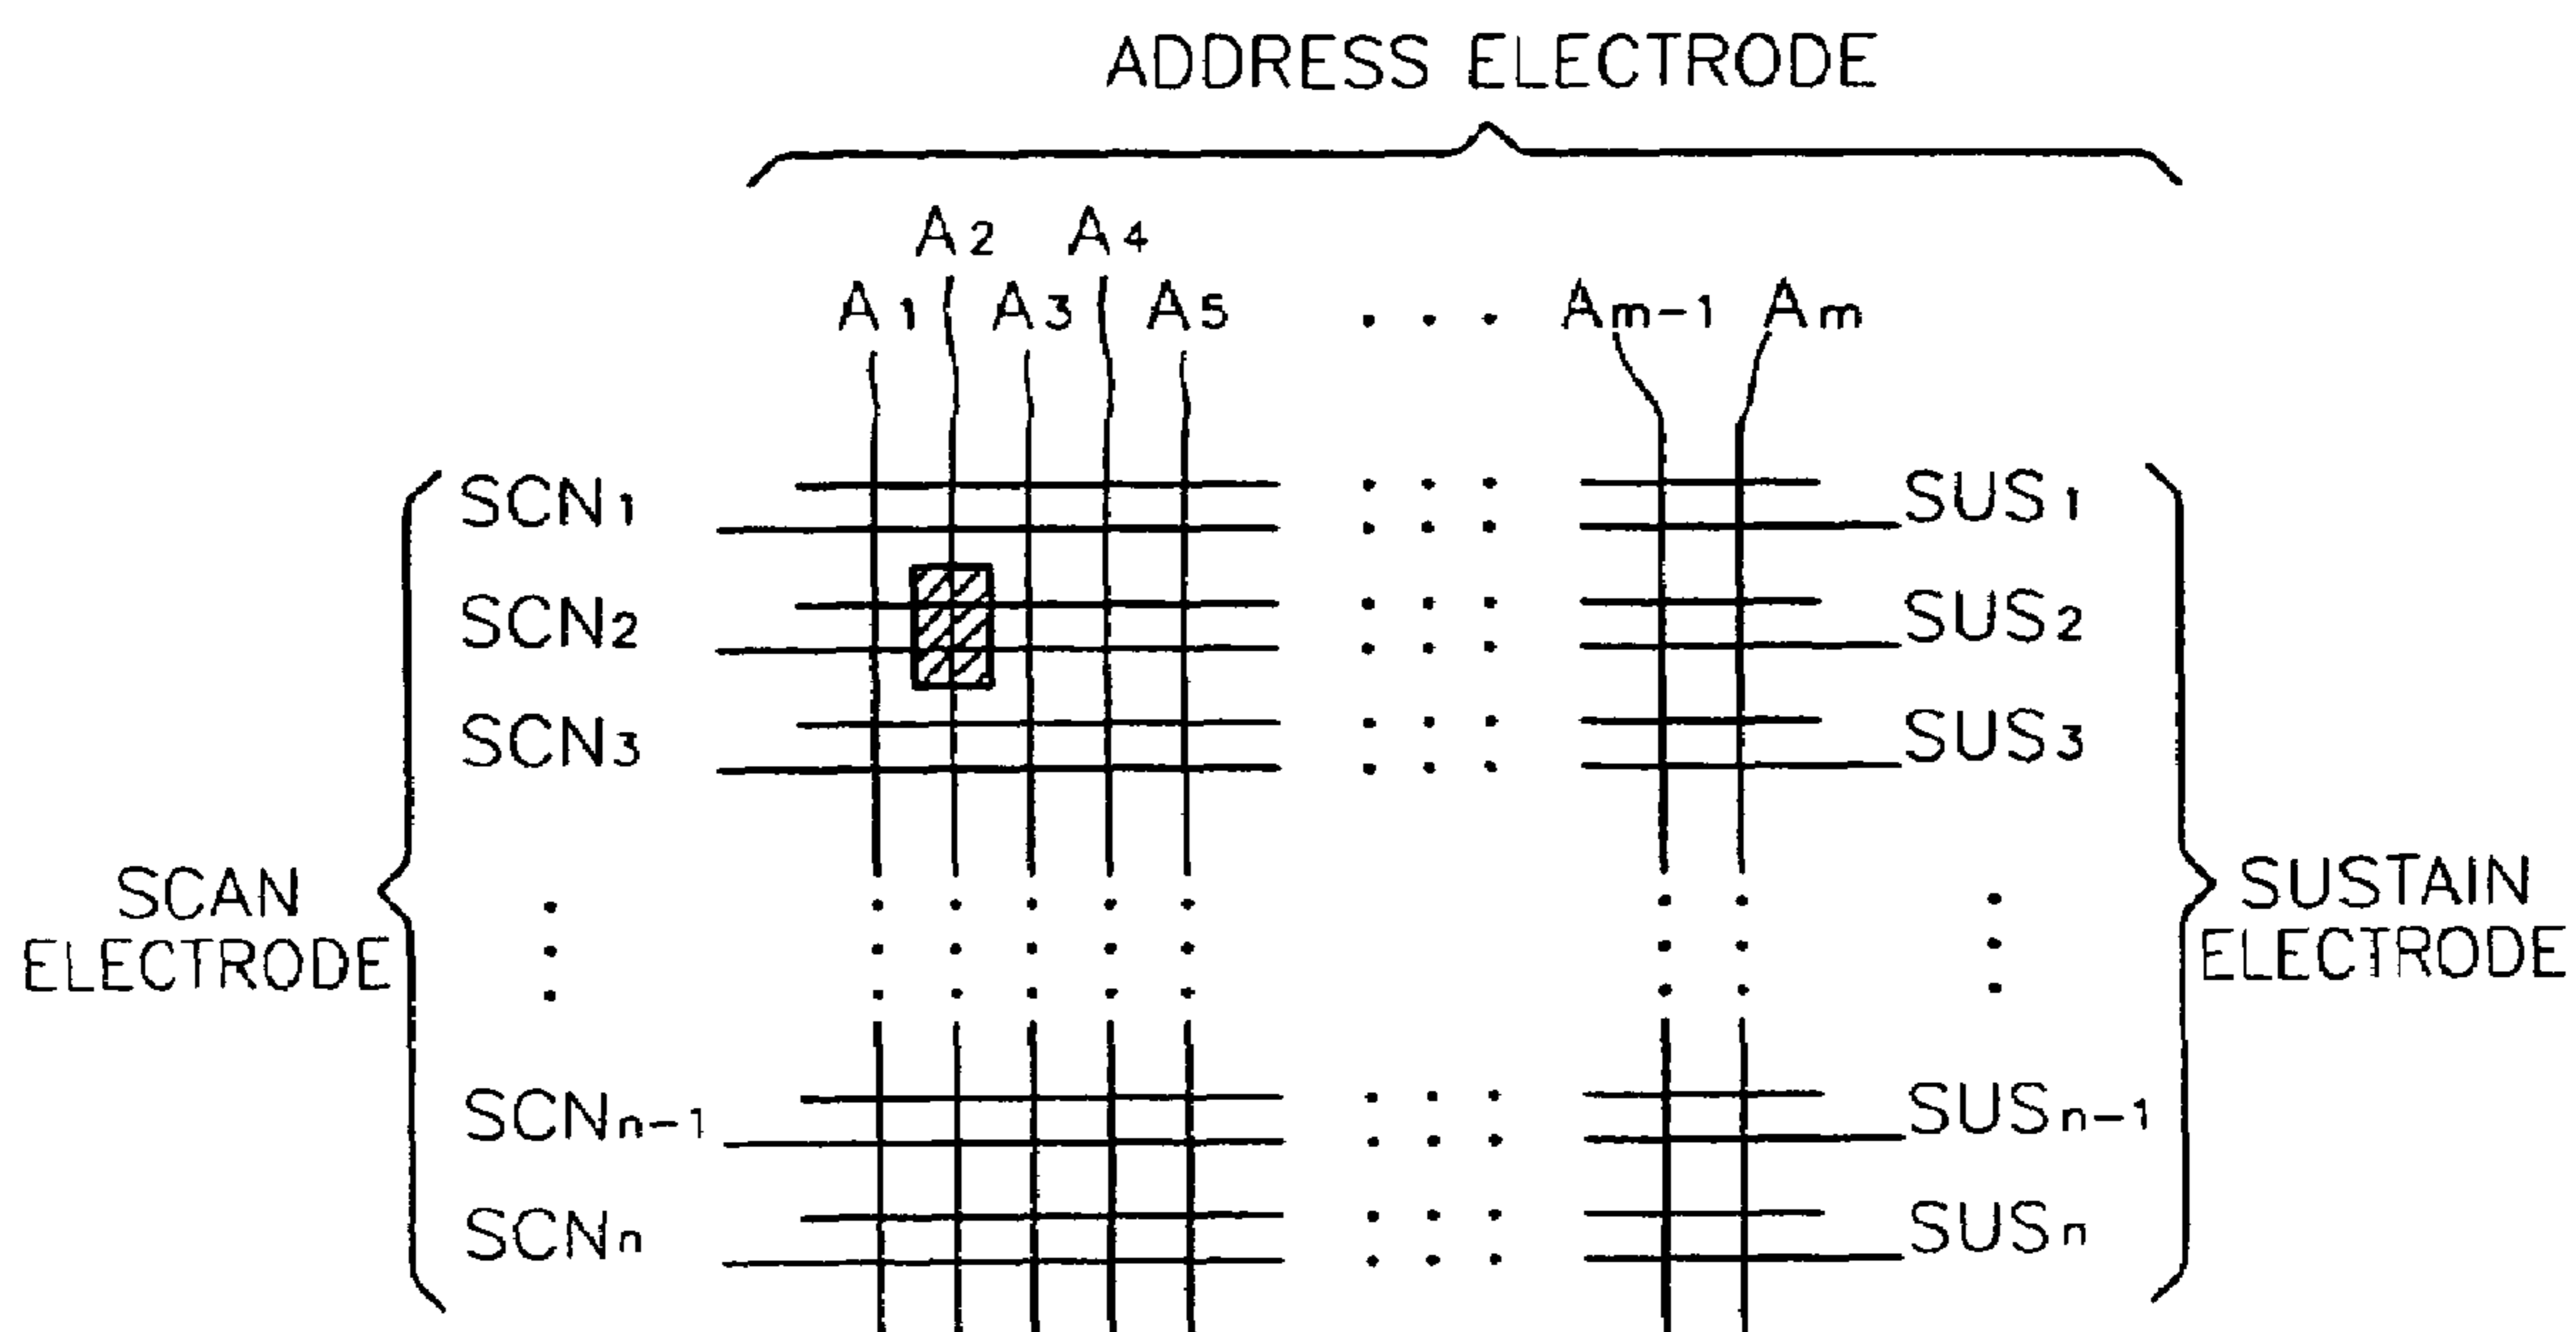 ADDRESS ELECTRODE
A2 A4
A1 A3 A5 . . . Am-1 Am
SCN1 SUS1
SCN2 SUS2
SCN3 SUS3
SCAN ELECTRODE
SUSTAIN ELECTRODE
SCNn-1 SUSn-1
SCNn SUSn